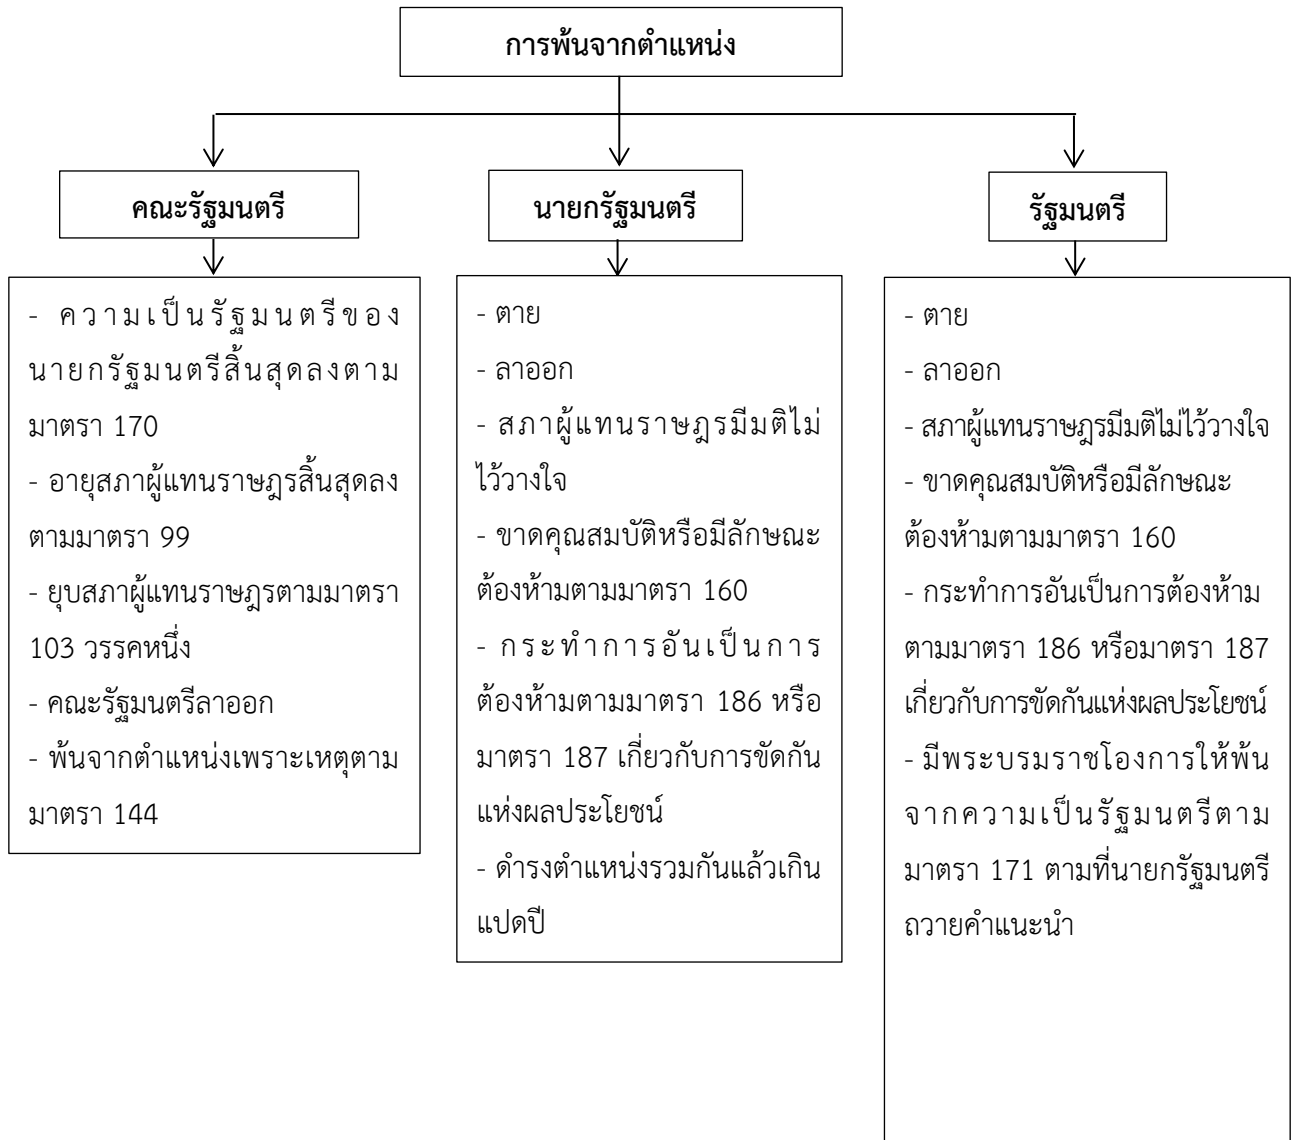 การพ้นจากตำแหน่ง
คณะรัฐมนตรี
นายกรัฐมนตรี
รัฐมนตรี
- ความเป็นรัฐมนตรีของ
นายกรัฐมนตรีสิ้นสุดลงตาม
มาตรา 170
- อายุสภาผู้แทนราษฎรสิ้นสุดลง
ตามมาตรา 99
- ยุบสภาผู้แทนราษฎรตามมาตรา
103 วรรคหนึ่ง
- คณะรัฐมนตรีลาออก
- พ้นจากตำแหน่งเพราะเหตุตาม
มาตรา 144
- ตาย
- ลาออก
- สภาผู้แทนราษฎรมีมติไม่
ไว้วางใจ
- ขาดคุณสมบัติหรือมีลักษณะ
ต้องห้ามตามมาตรา 160
- กระทำการอันเป็นการ
ต้องห้ามตามมาตรา 186 หรือ
มาตรา 187 เกี่ยวกับการขัดกัน
แห่งผลประโยชน์
- ดำรงตำแหน่งรวมกันแล้วเกิน
แปดปี
- ตาย
- ลาออก
- สภาผู้แทนราษฎรมีมติไม่ไว้วางใจ
- ขาดคุณสมบัติหรือมีลักษณะ
ต้องห้ามตามมาตรา 160
- กระทำการอันเป็นการต้องห้าม
ตามมาตรา 186 หรือมาตรา 187
เกี่ยวกับการขัดกันแห่งผลประโยชน์
- มีพระบรมราชโองการให้พ้น
จากความเป็นรัฐมนตรีตาม
มาตรา 171 ตามที่นายกรัฐมนตรี
ถวายคำแนะนำ